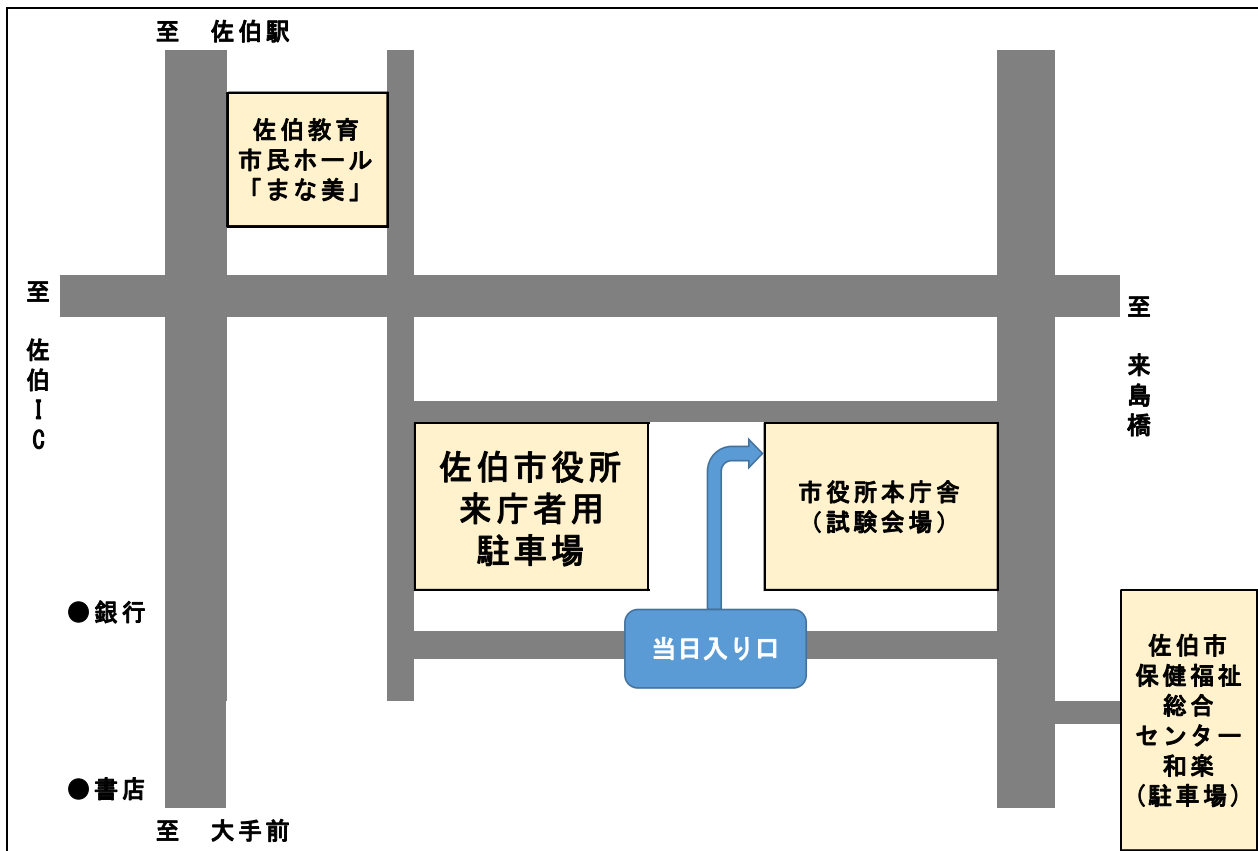 至　佐伯駅
佐伯教育
市民ホール
「まな美」
至　佐伯IC
至　来島橋
佐伯市役所
来庁者用
駐車場
市役所本庁舎
（試験会場）
●銀行
当日入り口
佐伯市
保健福祉
総合
センター
和楽
（駐車場）
●書店
至　大手前